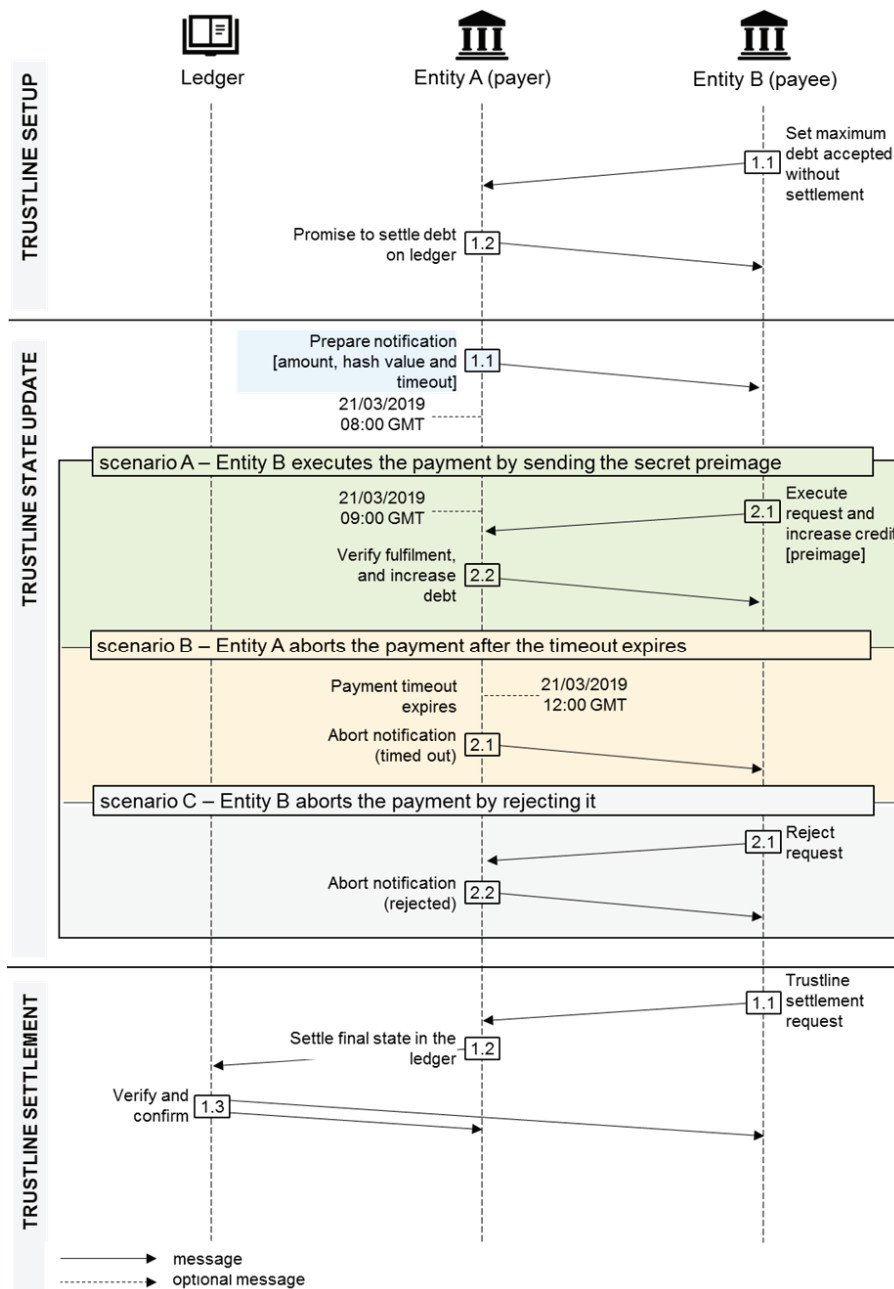 Ledger
Entity A (payer)
Entity B (payee)
TRUSTLINE SETUP
1.1
Set maximum
debt accepted
without
settlement
Promise to settle debt
on ledger
1.2
TRUSTLINE STATE UPDATE
Prepare notification
[amount, hash value and
timeout]
1.1
21/03/2019
08:00 GMT
scenario A – Entity B executes the payment by sending the secret preimage
21/03/2019
09:00 GMT
2.1
Execute
request and
increase credit
[preimage]
Verify fulfilment,
and increase
debt
2.2
scenario B – Entity A aborts the payment after the timeout expires
Payment timeout
expires
21/03/2019
12:00 GMT
Abort notification
(timed out)
2.1
scenario C – Entity B aborts the payment by rejecting it
2.1
Reject
request
Abort notification
(rejected)
2.2
TRUSTLINE SETTLEMENT
1.1
Trustline
settlement
request
Settle final state in the
ledger
1.2
Verify and
confirm
1.3
message
optional message